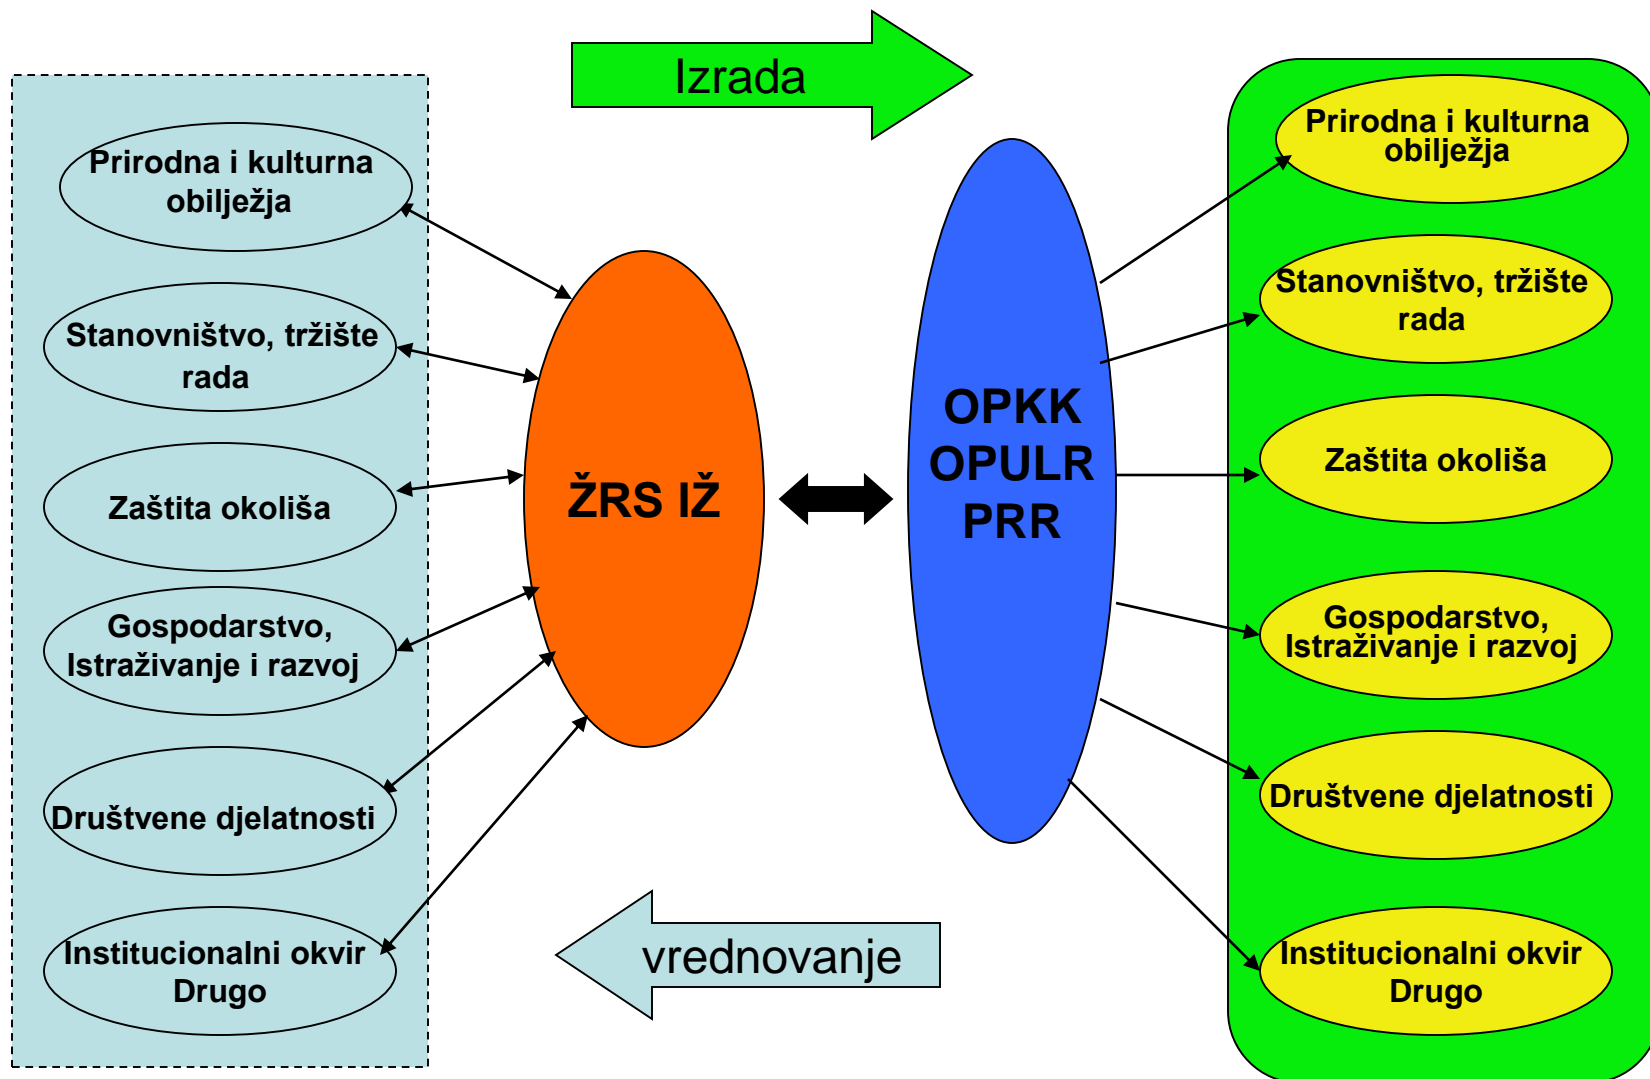 Izrada
Prirodna i kulturna
obilježja
Stanovništvo, tržište
rada
Zaštita okoliša
Gospodarstvo,
Istraživanje i razvoj
Društvene djelatnosti
Institucionalni okvir
Drugo
ŽRS IŽ
OPKK
OPULR
PRR
Prirodna i kulturna
obilježja
Stanovništvo, tržište
rada
Zaštita okoliša
Gospodarstvo,
Istraživanje i razvoj
Društvene djelatnosti
Institucionalni okvir
Drugo
vrednovanje